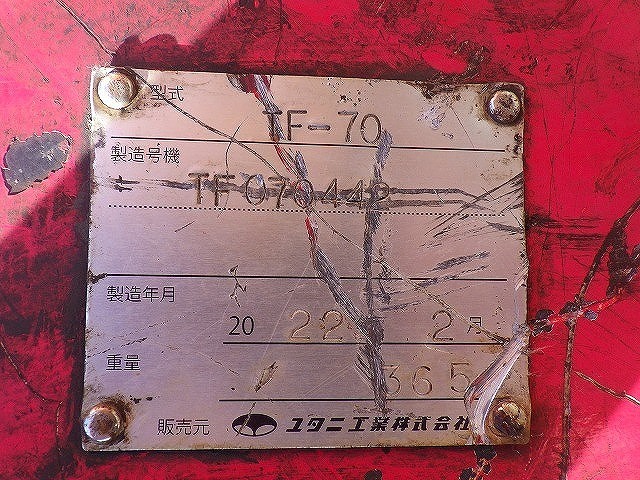 型式
TF-70
製造号機
TF070442
製造年月
20 22 2月
重量
365
販売元 ユタニ工業株式会社